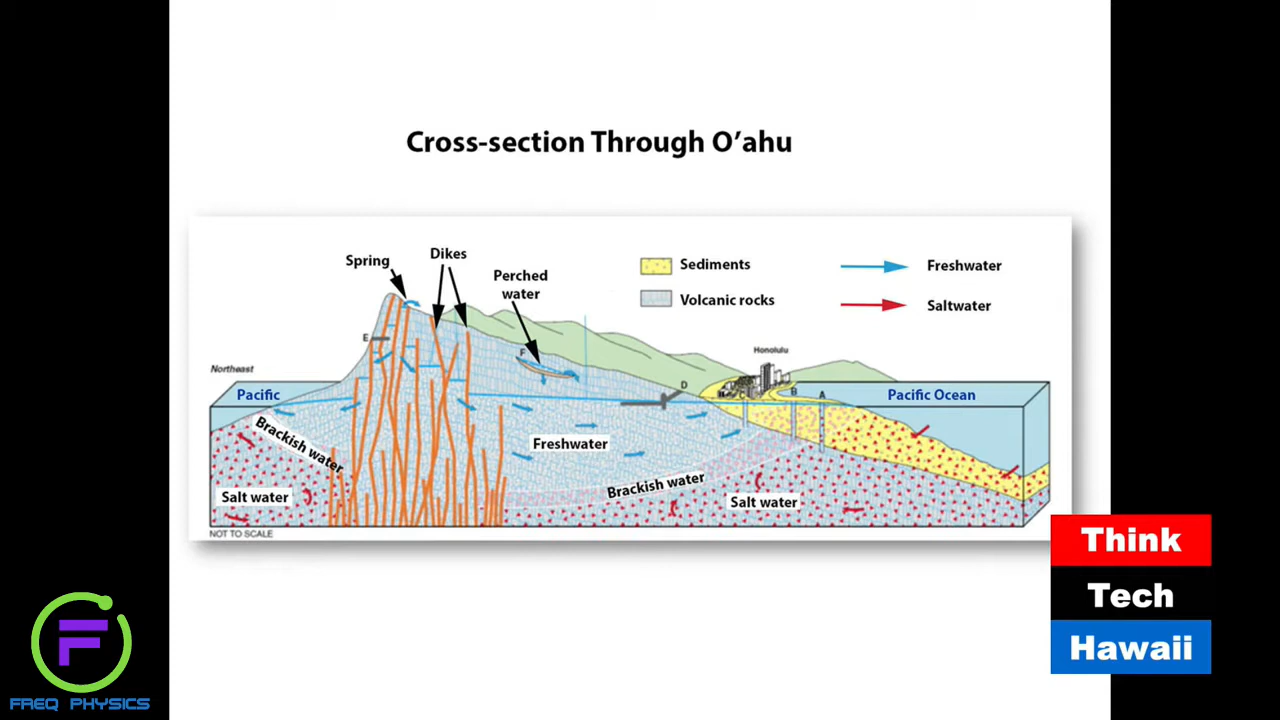 Cross-section Through O'ahu
Spring
Dikes
Perched
water
Sediments
Volcanic rocks
Freshwater
Saltwater
E
F
Northeast
Honolulu
D
C
B
A
Pacific
Pacific Ocean
Brackish water
Freshwater
Brackish water
Salt water
Salt water
NOT TO SCALE
Think
Tech
Hawaii
F
FREQ PHYSICS